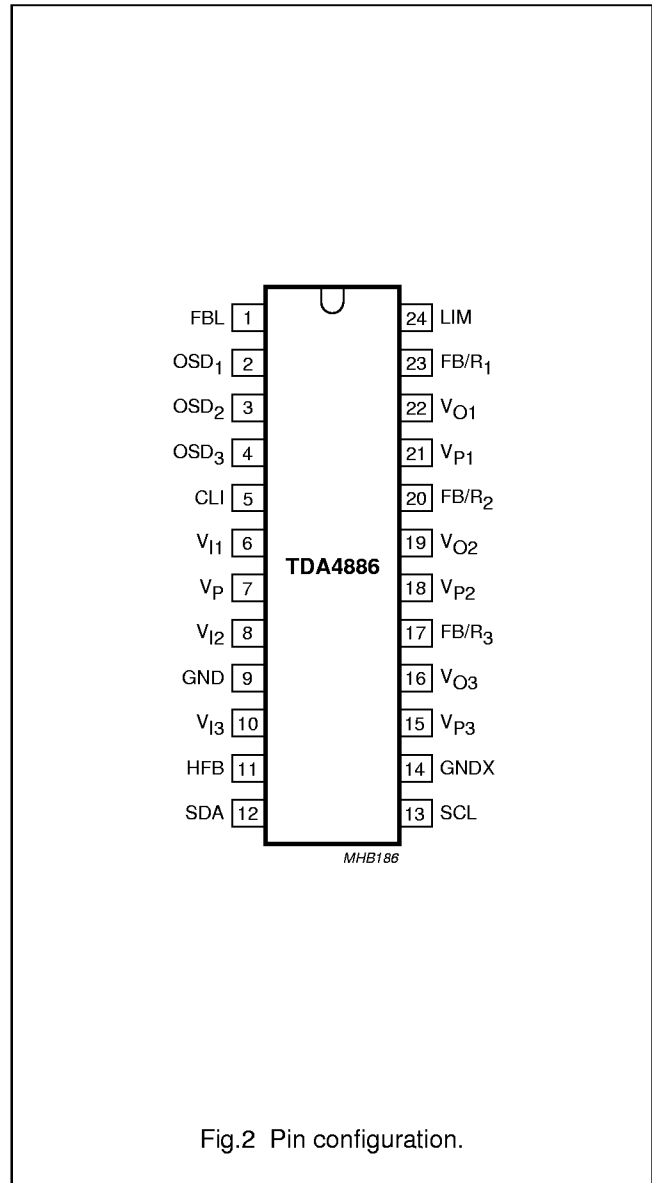 FBL 1 24 LIM
OSD1 2 23 FB/R1
OSD2 3 22 VO1
OSD3 4 21 VP1
CLI 5 20 FB/R2
VI1 6 19 VO2
TDA4886
VP 7 18 VP2
VI2 8 17 FB/R3
GND 9 16 VO3
VI3 10 15 VP3
HFB 11 14 GNDX
SDA 12 13 SCL
MHB186
Fig.2 Pin configuration.